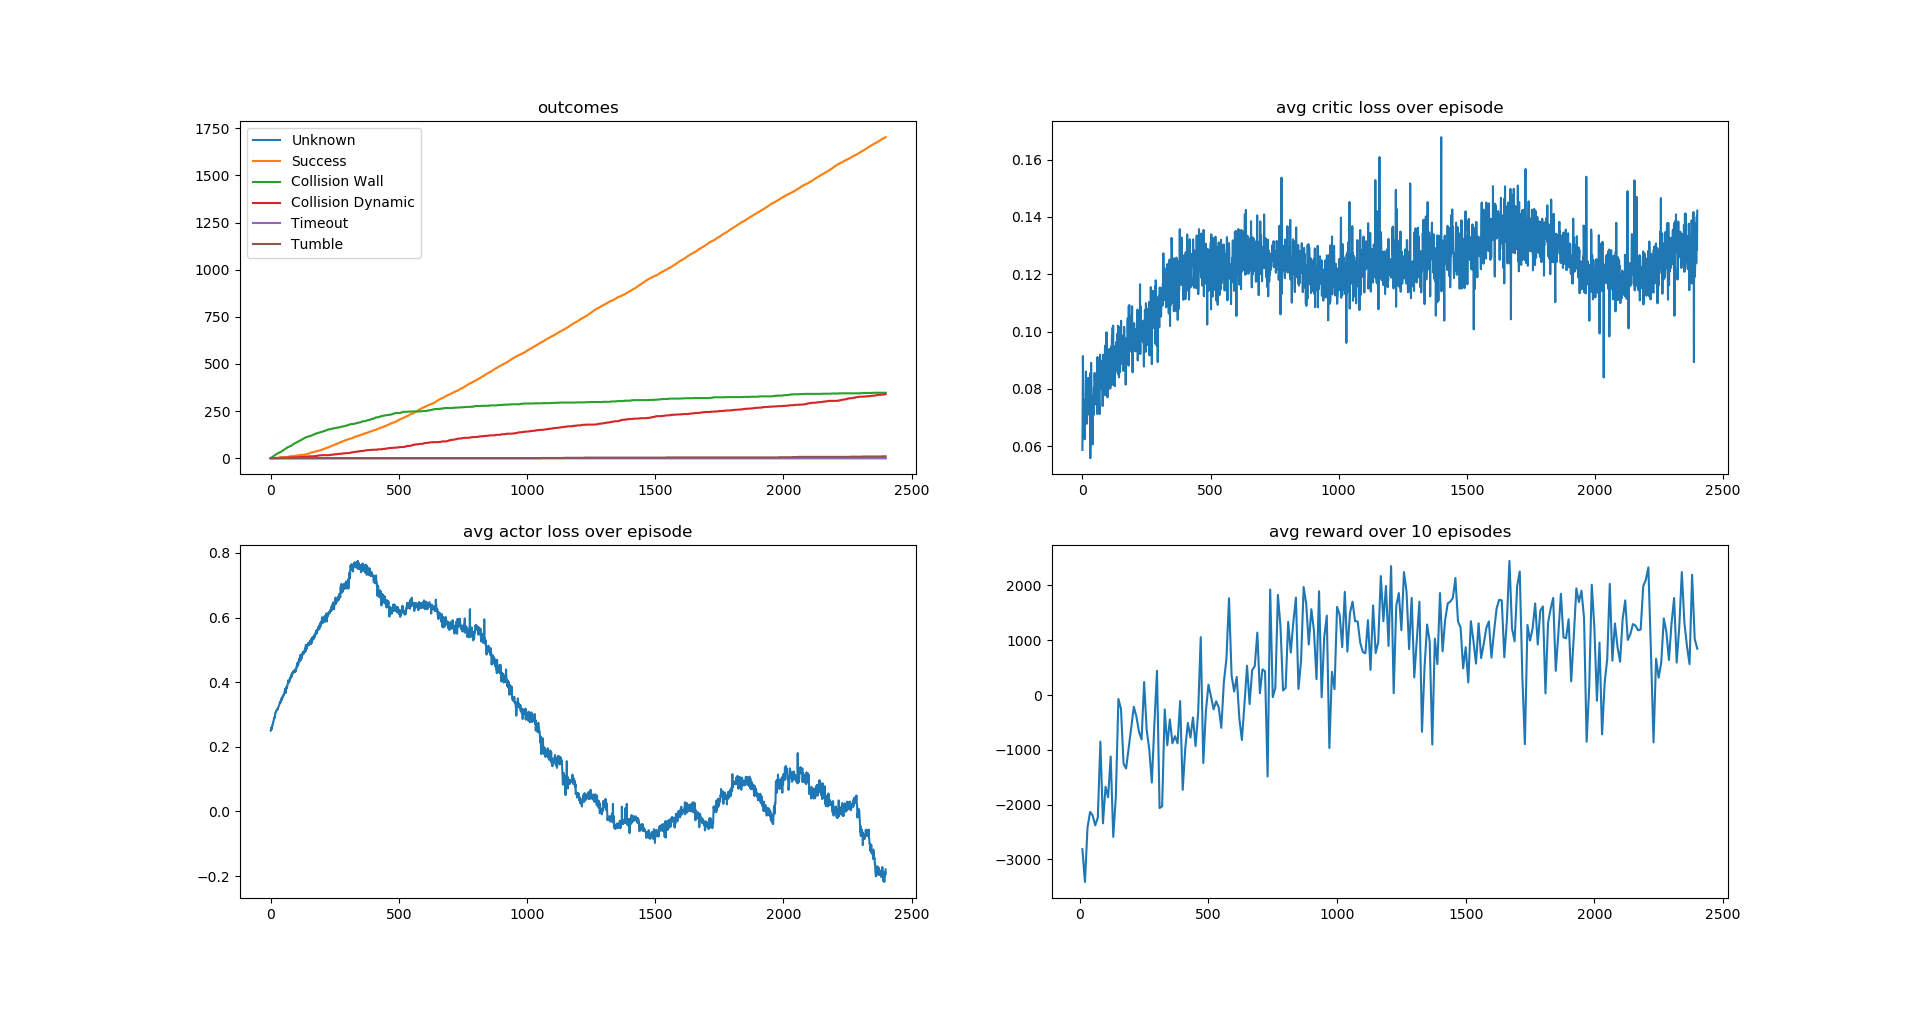 outcomes
1750
1500
1250
1000
750
500
250
0
Unknown
Success
Collision Wall
Collision Dynamic
Timeout
Tumble
0 500 1000 1500 2000 2500
avg critic loss over episode
0.16
0.14
0.12
0.10
0.08
0.06
0 500 1000 1500 2000 2500
avg actor loss over episode
0.8
0.6
0.4
0.2
0.0
−0.2
0 500 1000 1500 2000 2500
avg reward over 10 episodes
2000
1000
0
−1000
−2000
−3000
0 500 1000 1500 2000 2500